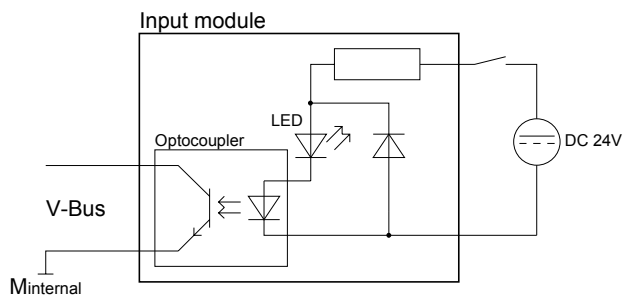 Input module
LED
Optocoupler
DC 24V
V-Bus
Minternal